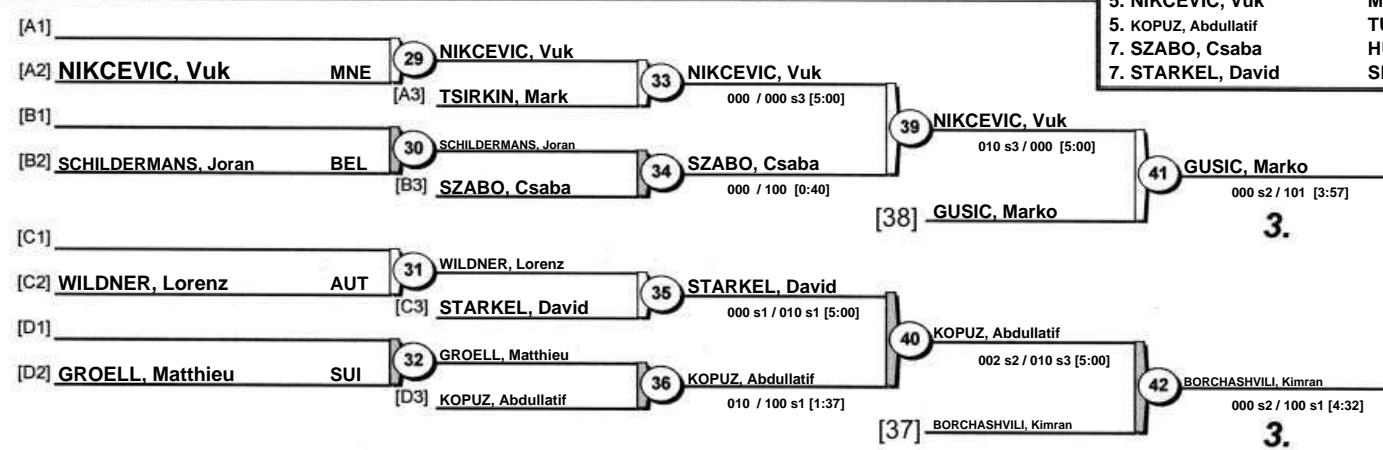 5. NIKCEVIC, Vuk
5. KOPUZ, Abdullatif
7. SZABO, Csaba
7. STARKEL, David
[A1]
[A2] NIKCEVIC, Vuk MNE
29
NIKCEVIC, Vuk
[A3] TSIRKIN, Mark
33
NIKCEVIC, Vuk
000 / 000 s3 [5:00]
[B1]
[B2] SCHILDERMANS, Joran BEL
30
SCHILDERMANS, Joran
[B3] SZABO, Csaba
34
SZABO, Csaba
000 / 100 [0:40]
39
NIKCEVIC, Vuk
010 s3 / 000 [5:00]
[38] GUSIC, Marko
41
GUSIC, Marko
000 s2 / 101 [3:57]
3.
[C1]
[C2] WILDNER, Lorenz AUT
31
WILDNER, Lorenz
[C3] STARKEL, David
35
STARKEL, David
000 s1 / 010 s1 [5:00]
[D1]
[D2] GROELL, Matthieu SUI
32
GROELL, Matthieu
[D3] KOPUZ, Abdullatif
36
KOPUZ, Abdullatif
010 / 100 s1 [1:37]
40
KOPUZ, Abdullatif
002 s2 / 010 s3 [5:00]
[37] BORCHASHVILI, Kimran
42
BORCHASHVILI, Kimran
000 s2 / 100 s1 [4:32]
3.